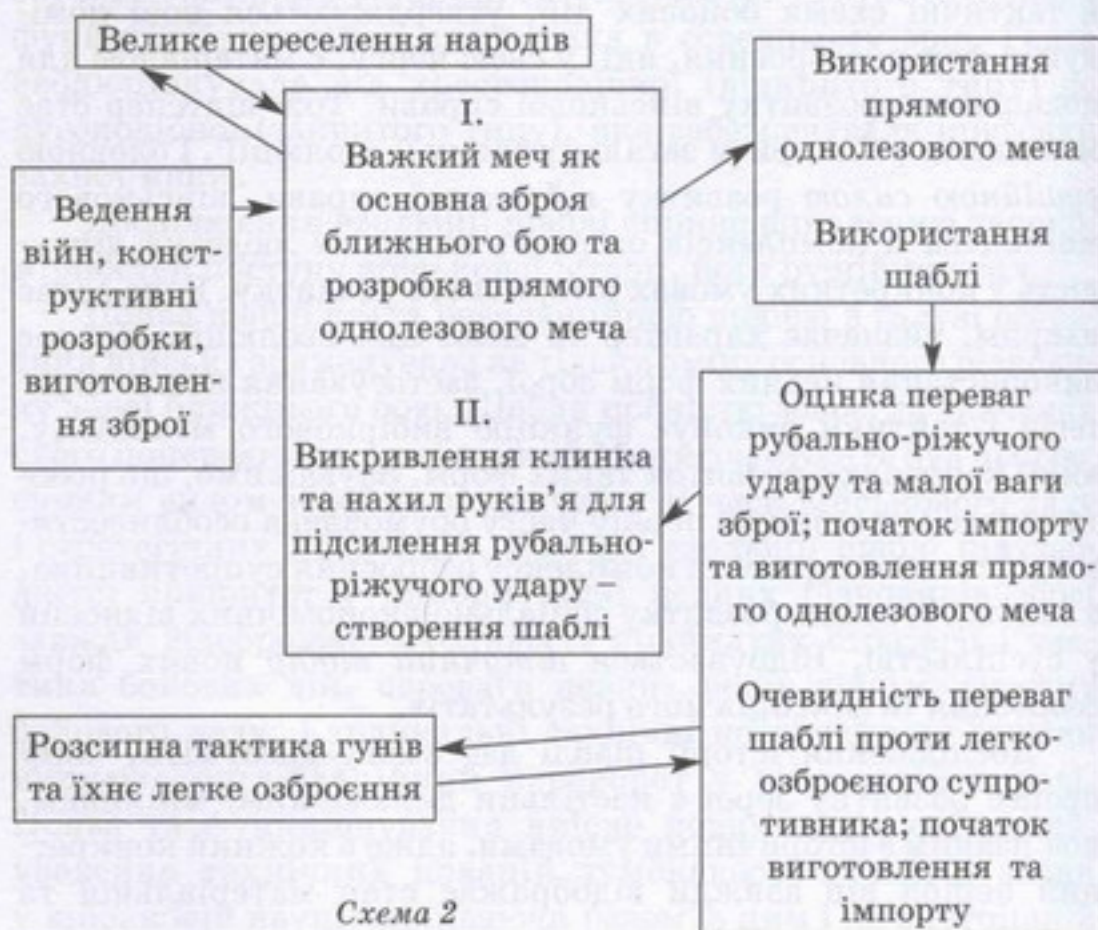 Велике переселення народів
Ведення
війн, конст-
руктивні
розробки,
виготовлен-
ня зброї
І.
Важкий меч як
основна зброя
ближнього бою та
розробка прямого
однолезового меча
ІІ.
Викривлення клинка
та нахил руків’я для
підсилення рубально-
ріжучого удару –
створення шаблі
Використання
прямого
однолезового меча
Використання
шаблі
Оцінка переваг
рубально-ріжучого
удару та малої ваги
зброї; початок імпорту
та виготовлення прямо-
го однолезового меча
Очевидність переваг
шаблі проти легко-
озброєного супро-
тивника; початок
виготовлення та
імпорту
Розсипна тактика гунів
та їхнє легке озброєння
Схема 2